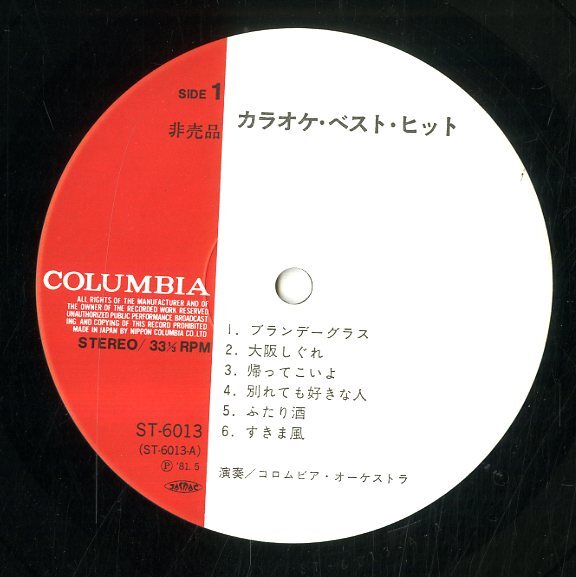 SIDE 1
非売品
カラオケ・ベスト・ヒット
COLUMBIA
ALL RIGHTS OF THE MANUFACTURER AND OF
THE OWNER OF THE RECORDED WORK RESERVED
UNAUTHORIZED PUBLIC PERFORMANCE BROADCAST
ING AND COPYING OF THIS RECORD PROHIBITED
MADE IN JAPAN BY NIPPON COLUMBIA CO. LTD
STEREO/33⅓ RPM
1. ブランデーグラス
2. 大阪しぐれ
3. 帰ってこいよ
4. 別れても好きな人
5. ふたり酒
6. すきま風
ST-6013
(ST-6013-A)
Ⓟ '81. 5
演奏/コロムビア・オーケストラ
JASRAC